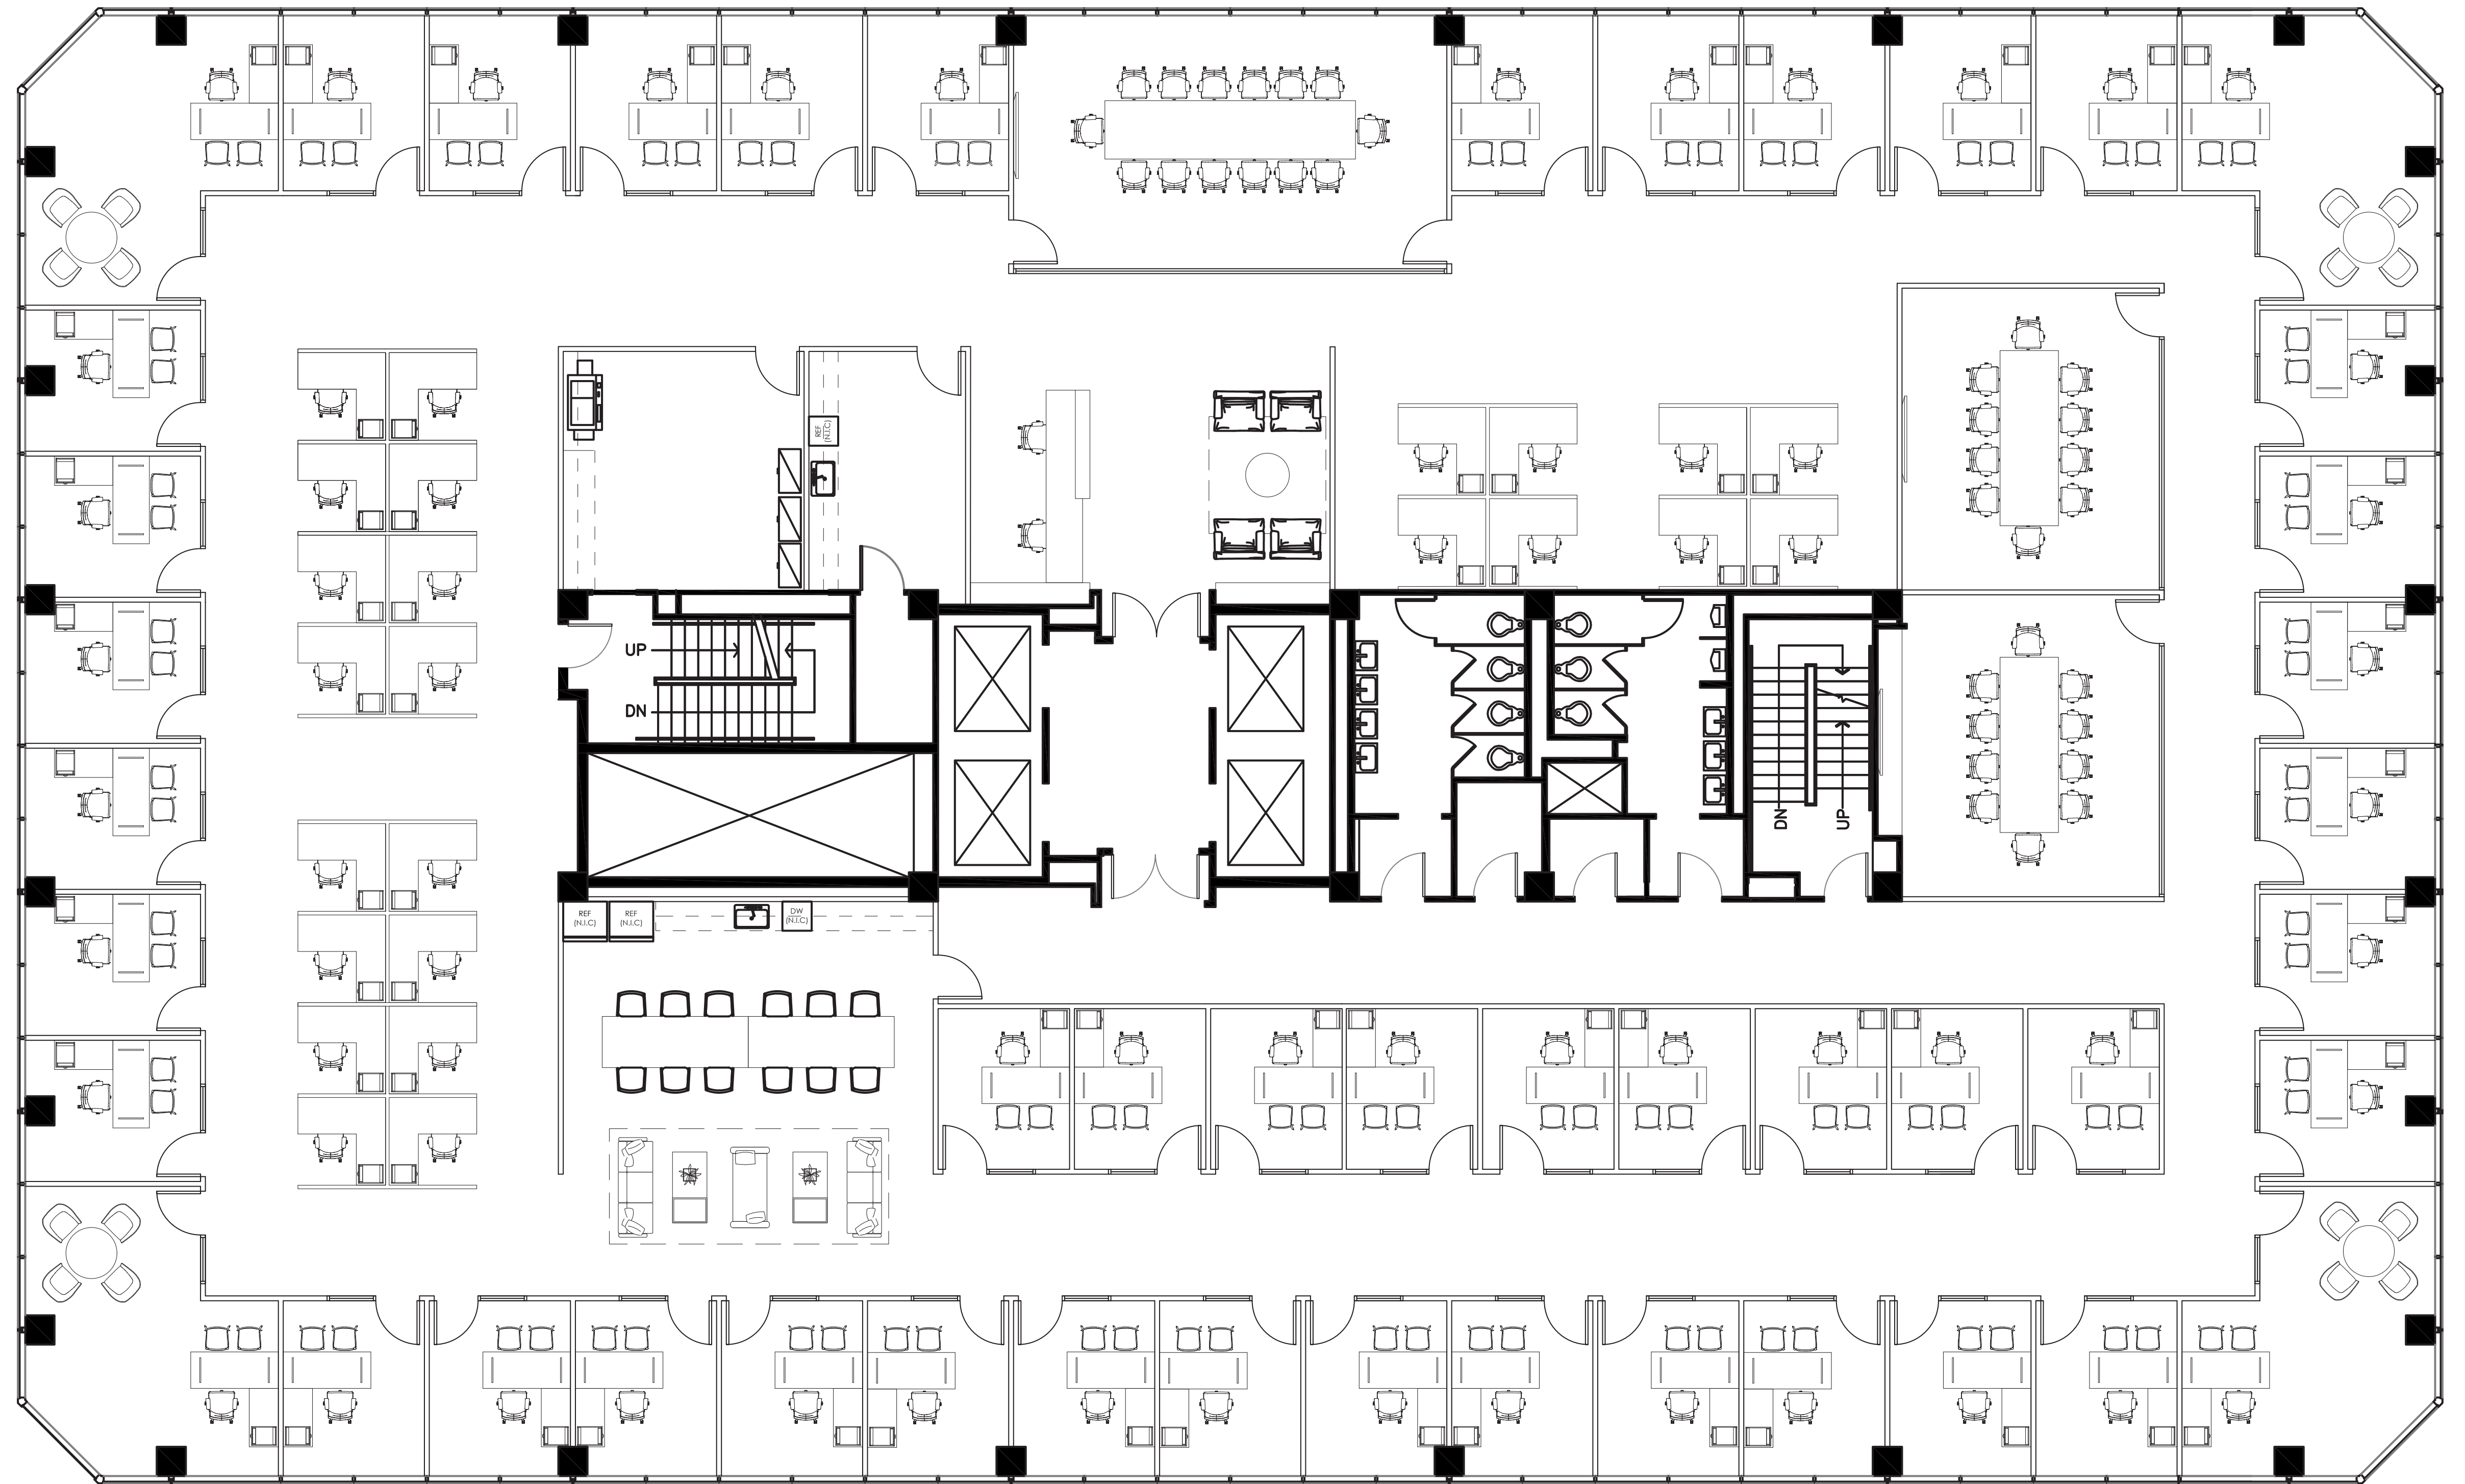 REF
(N.I.C)
UP
DN
DN
UP
REF
(N.I.C)
REF
(N.I.C)
DW
(N.I.C)